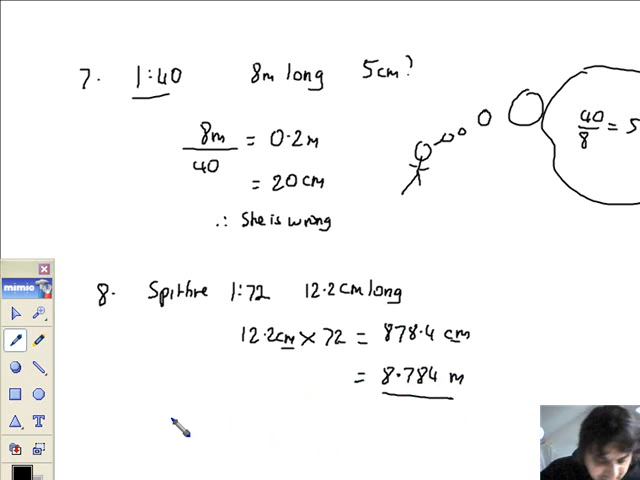 7. 1:40 8m long 5cm?
8m/40 = 0.2m
= 20cm
∴ She is wrong
40/8 = 5
8. Spitfire 1:72 12.2cm long
12.2cm × 72 = 878.4 cm
= 8.784 m
mimio
T